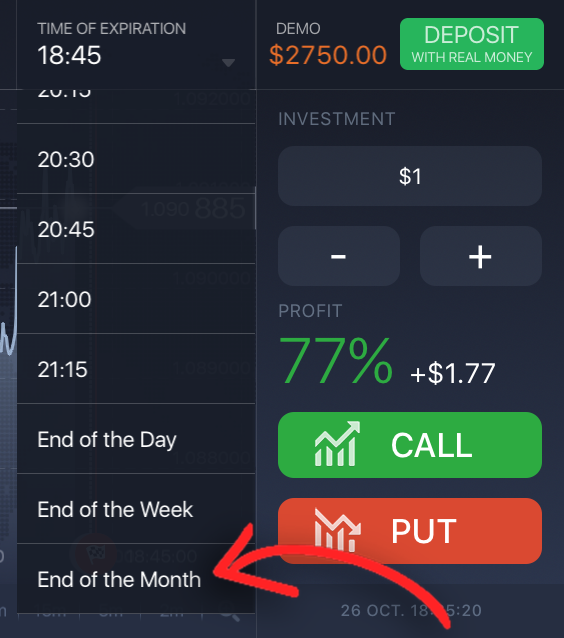 TIME OF EXPIRATION
18:45
DEMO
$2750.00
DEPOSIT
WITH REAL MONEY
20:15
20:30
20:45
21:00
21:15
End of the Day
End of the Week
End of the Month
INVESTMENT
$1
-
+
PROFIT
77% +$1.77
CALL
PUT
1.090 885
18:45:00
26 OCT.